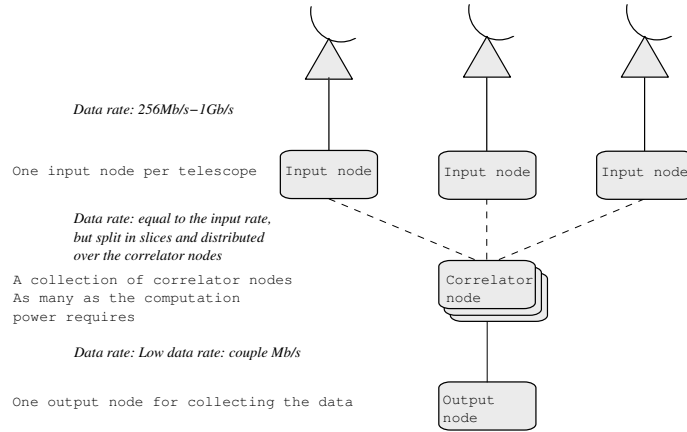 Data rate: 256Mb/s−1Gb/s
One input node per telescope
Input node
Input node
Input node
Data rate: equal to the input rate,
but split in slices and distributed
over the correlator nodes
A collection of correlator nodes
As many as the computation
power requires
Correlator
node
Data rate: Low data rate: couple Mb/s
One output node for collecting the data
Output
node